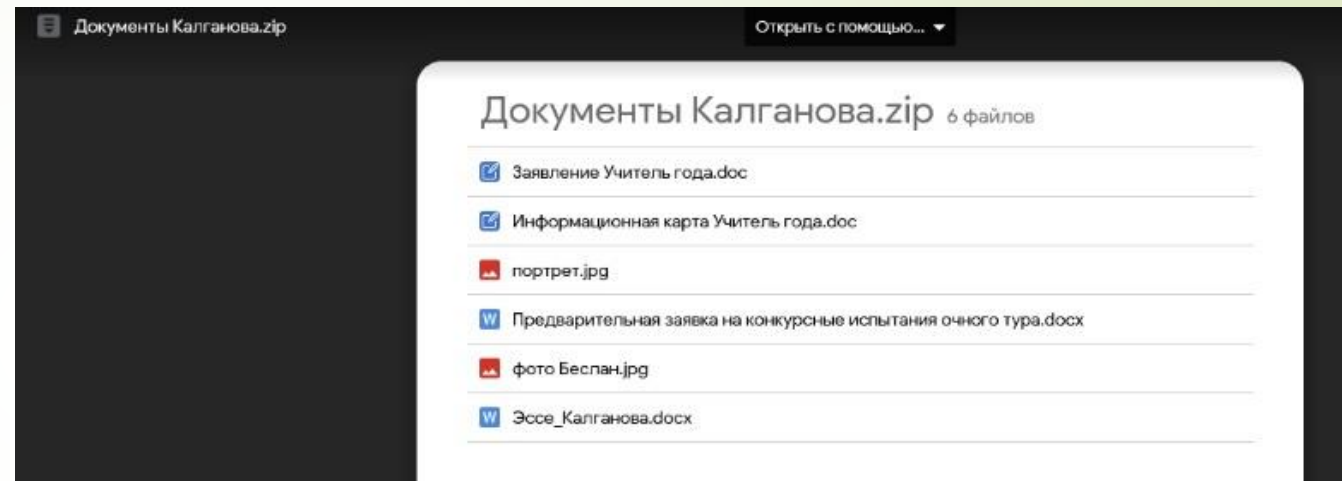 Документы Калганова.zip
Открыть с помощью...
Документы Калганова.zip 6 файлов
Заявление Учитель года.doc
Информационная карта Учитель года.doc
портрет.jpg
W Предварительная заявка на конкурсные испытания очного тура.docx
фото Беслан.jpg
W Эссе_Калганова.docx